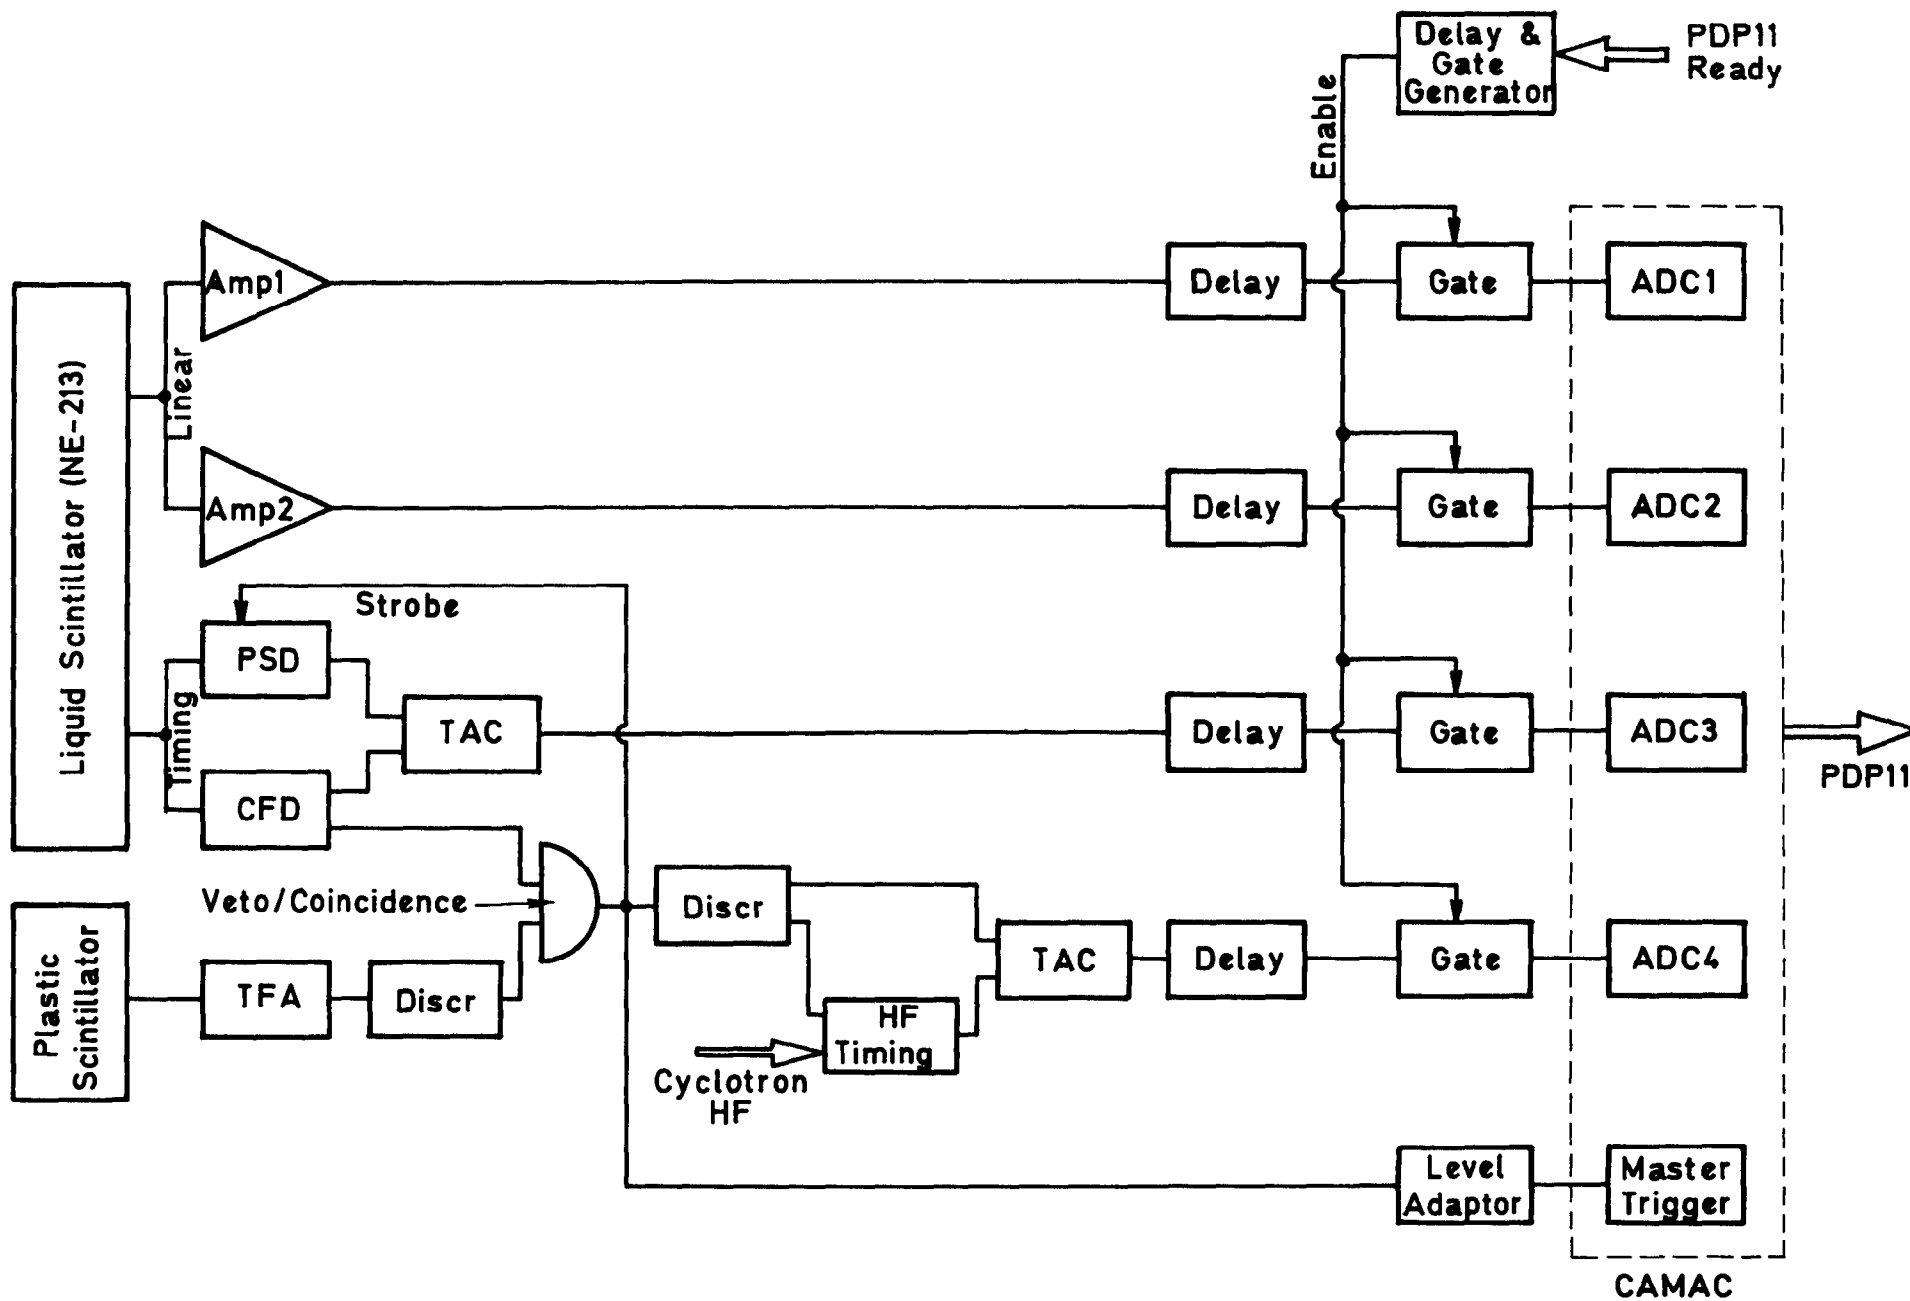 Delay &
Gate
Generator
PDP11
Ready
Enable
Amp1
Delay
Gate
ADC1
Linear
Liquid Scintillator (NE-213)
Amp2
Delay
Gate
ADC2
Strobe
PSD
Timing
TAC
Delay
Gate
ADC3
PDP11
CFD
Veto/Coincidence
Discr
TAC
Delay
Gate
ADC4
Plastic
Scintillator
TFA
Discr
HF
Timing
Cyclotron
HF
Level
Adaptor
Master
Trigger
CAMAC